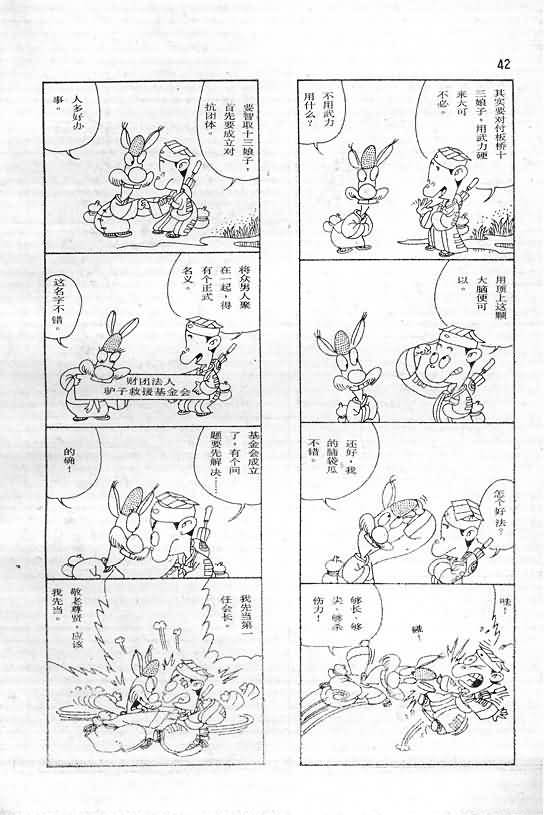 42
其实要对付板桥十
三娘子，用武力硬
来大可
不必。
不用武力
用什么？
用顶上这颗
大脑便可
以。
怎个好法？
还好，我
的脑袋瓜
不错。
哇！
够长，够
尖，够杀
伤力！
要智取十三娘子，
首先要成立对
抗团体。
人多好办
事。
将众男人聚
在一起，得
有个正式
名义。
这名字不错。
财团法人
驴子救援基金会
基金会成立
了，有个问
题要先解决……
的确！
我先当第
任会长。
敬老尊贤，应该
我先当。